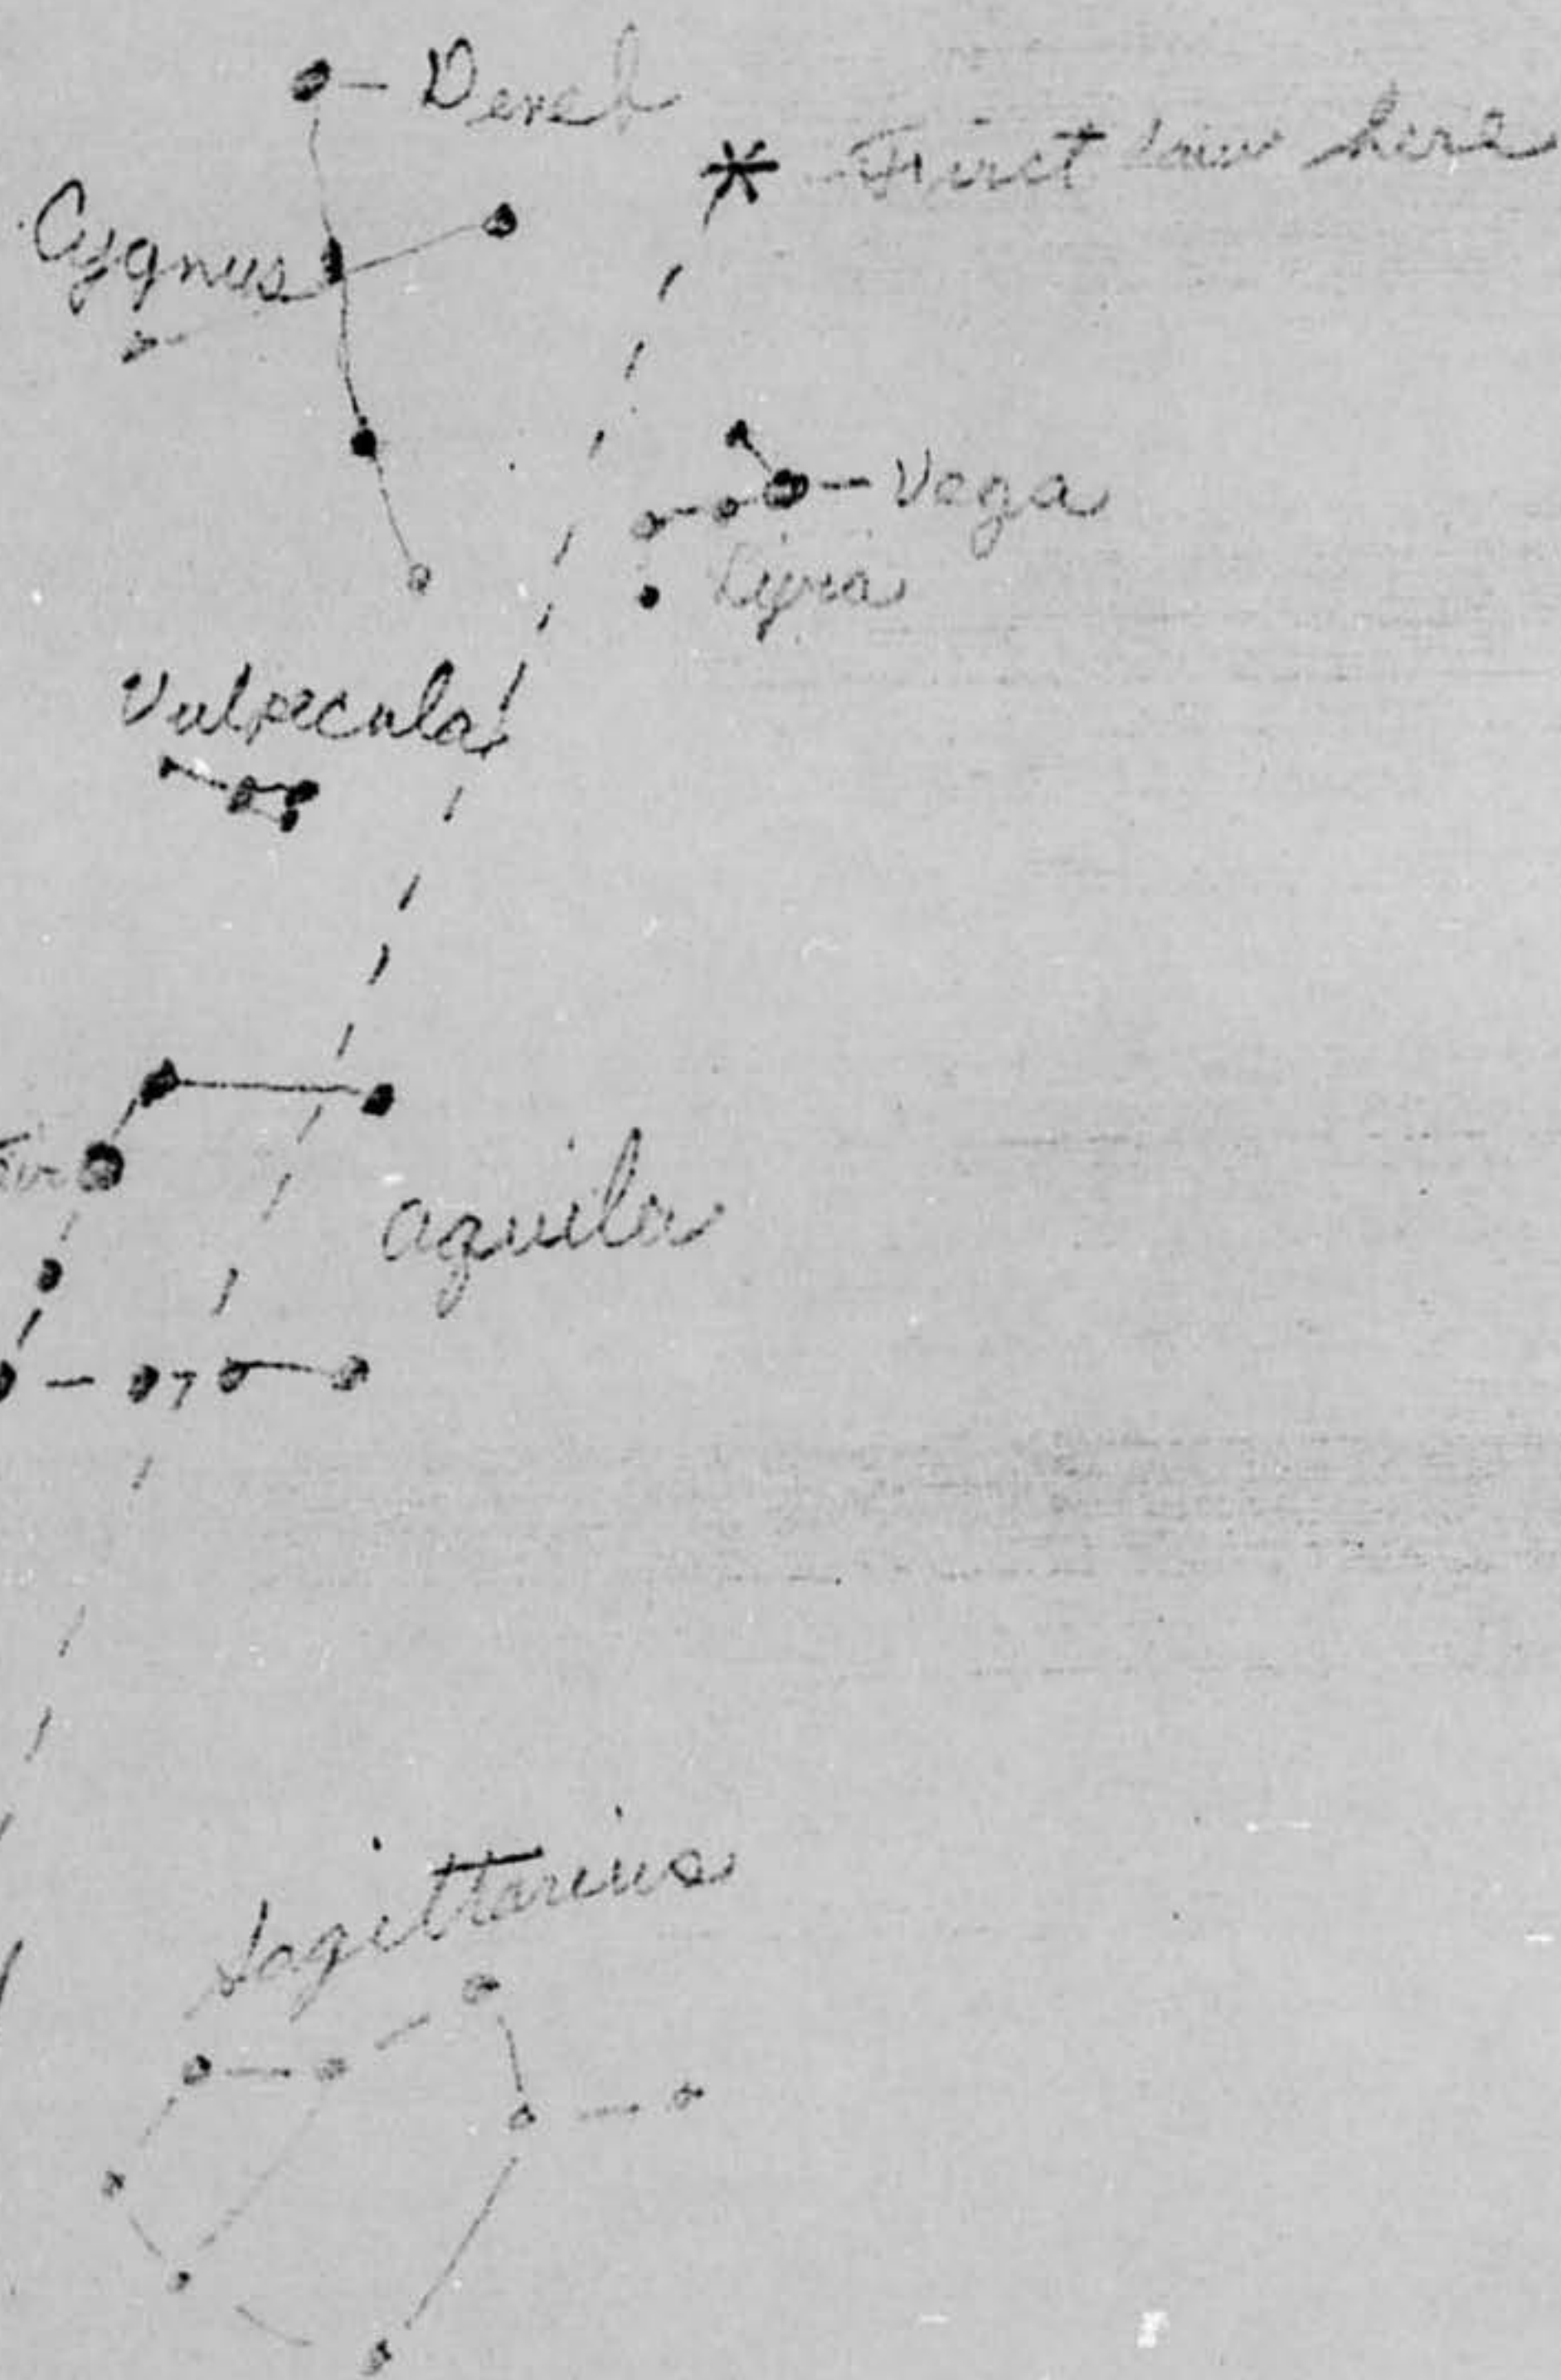 Deneb
First saw here
Cygnus
Vega
Lyra
Vulpecula
aquila
Sagittarius